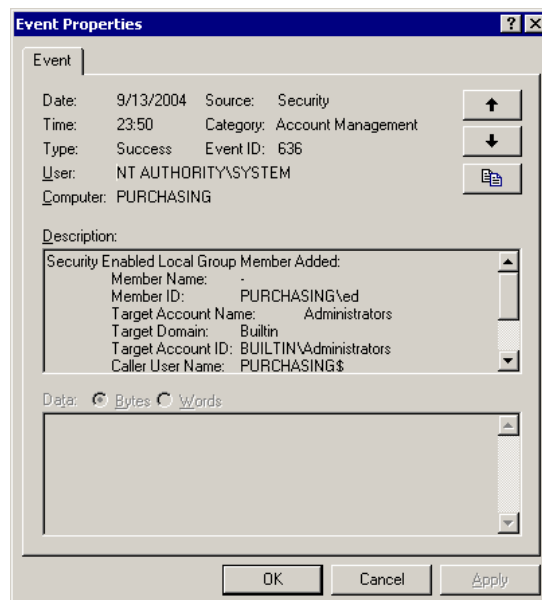 Event Properties
Event
Date: 9/13/2004 Source: Security
Time: 23:50 Category: Account Management
Type: Success Event ID: 636
User: NT AUTHORITY\SYSTEM
Computer: PURCHASING
Description:
Security Enabled Local Group Member Added:
Member Name: -
Member ID: PURCHASING\ed
Target Account Name: Administrators
Target Domain: Builtin
Target Account ID: BUILTIN\Administrators
Caller User Name: PURCHASING$
Data: Bytes Words
OK Cancel Apply